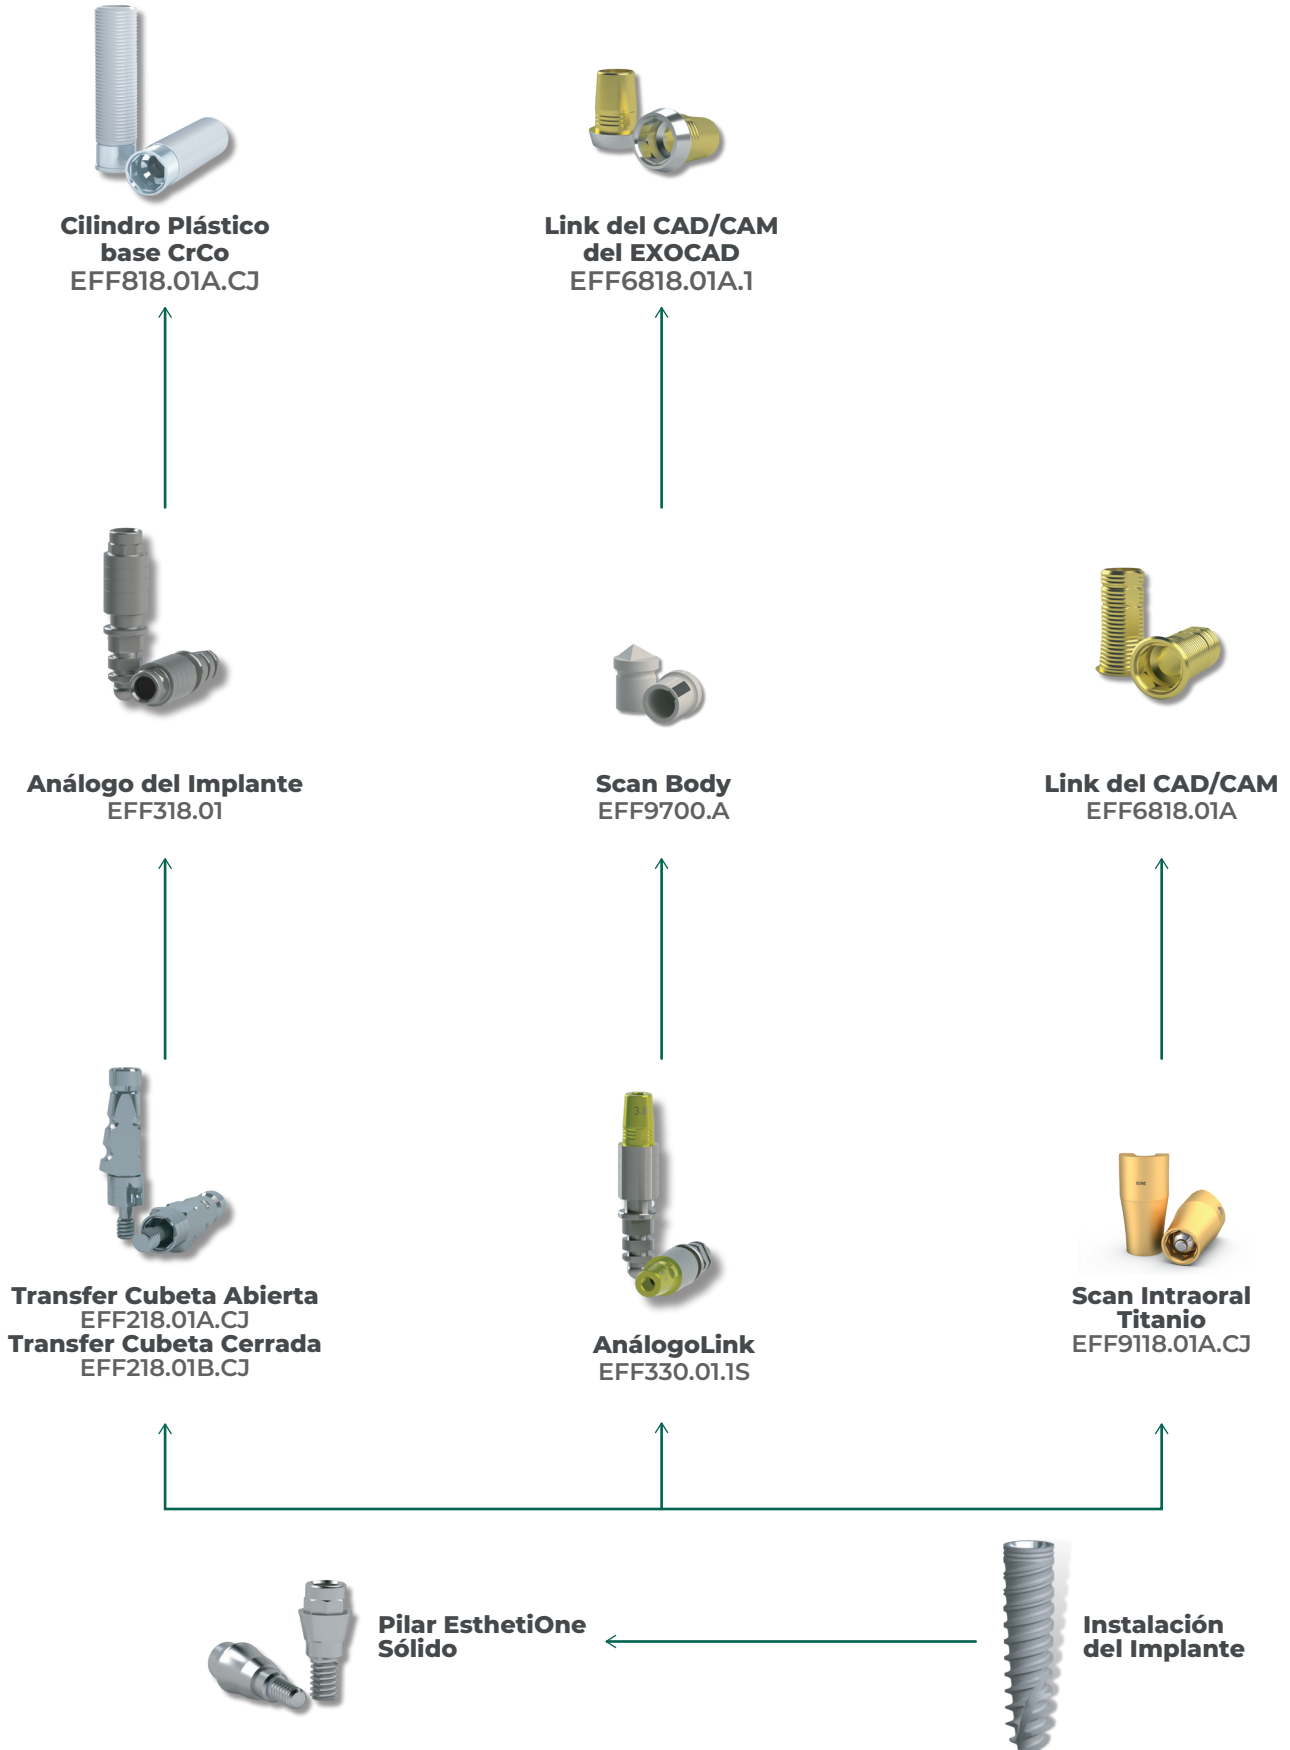 Cilindro Plástico
base CrCo
EFF818.01A.CJ
Link del CAD/CAM
del EXOCAD
EFF6818.01A.1
Análogo del Implante
EFF318.01
Scan Body
EFF9700.A
Link del CAD/CAM
EFF6818.01A
Transfer Cubeta Abierta
EFF218.01A.CJ
Transfer Cubeta Cerrada
EFF218.01B.CJ
AnálogoLink
EFF330.01.1S
Scan Intraoral
Titanio
EFF9118.01A.CJ
Pilar EsthetiOne
Sólido
Instalación
del Implante